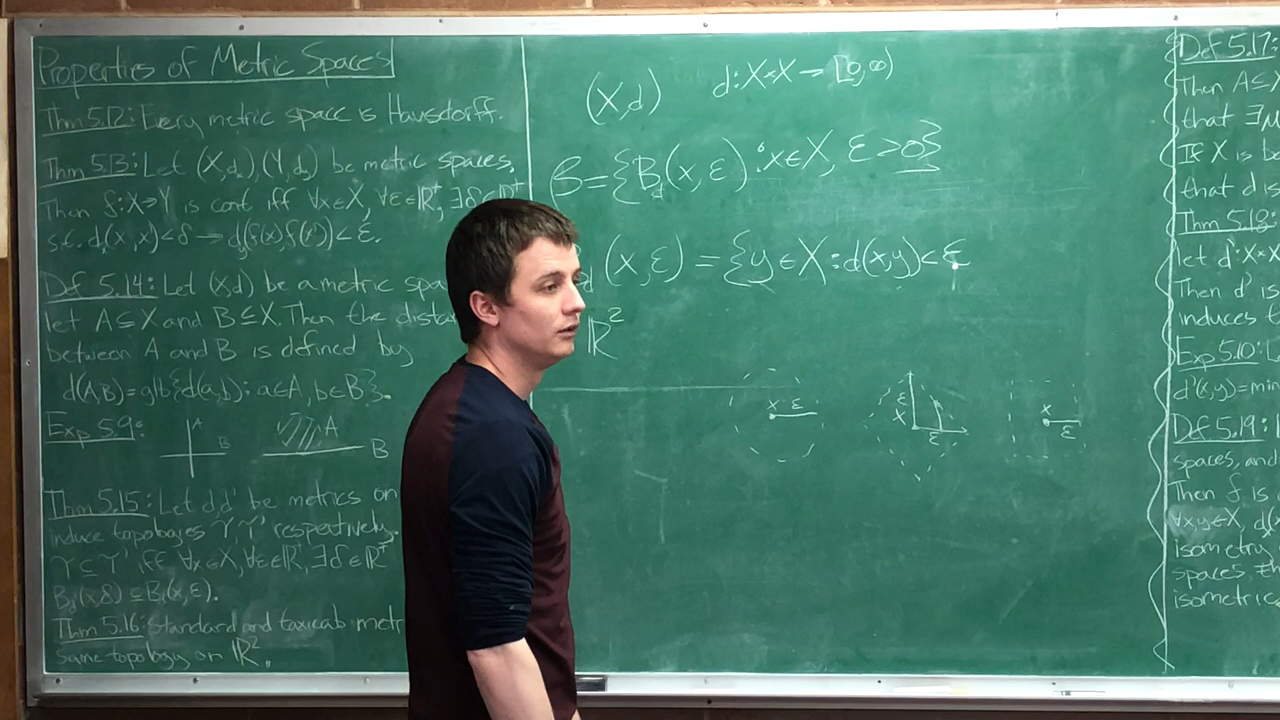 Properties of Metric Spaces
Thm 5.12: Every metric space is Hausdorff.
Thm 5.13: Let (X,d), (Y,d) be metric spaces.
Then f: X→Y is cont iff ∀x∈X, ∀ε∈ℝ⁺, ∃δ∈ℝ⁺
s.t. d(x,x')<δ → d(f(x),f(x'))<ε.
Def 5.14: Let (X,d) be a metric spa
let A⊆X and B⊆X. Then the dista
between A and B is defined by
d(A,B)=glb{d(a,b): a∈A, b∈B}.
Exp 5.9:
A
B
A
B
Thm 5.15: Let d,d' be metrics on
induce topologies T,T' respectively.
T⊆T' iff ∀x∈X, ∀ε∈ℝ⁺, ∃δ∈ℝ⁺
B_d'(x,δ)⊆B_d(x,ε).
Thm 5.16: Standard and taxicab metr
Same topology on ℝ².
(X,d) d: X×X→[0,∞)
β={B_d(x,ε): x∈X, ε>0}
(x,ε)={y∈X: d(x,y)<ε
ℝ²
x ε
ε
x
ε
x
ε
Def 5.17:
Then A⊆X
that ∃M
If X is b
that d is
Thm 5.18:
let d': X×X
Then d' is
induces t
Exp 5.10: L
d'(x,y)=min
Def 5.19:
spaces, and
Then f is
∀x,y∈X, d(
isometry
spaces th
isometric